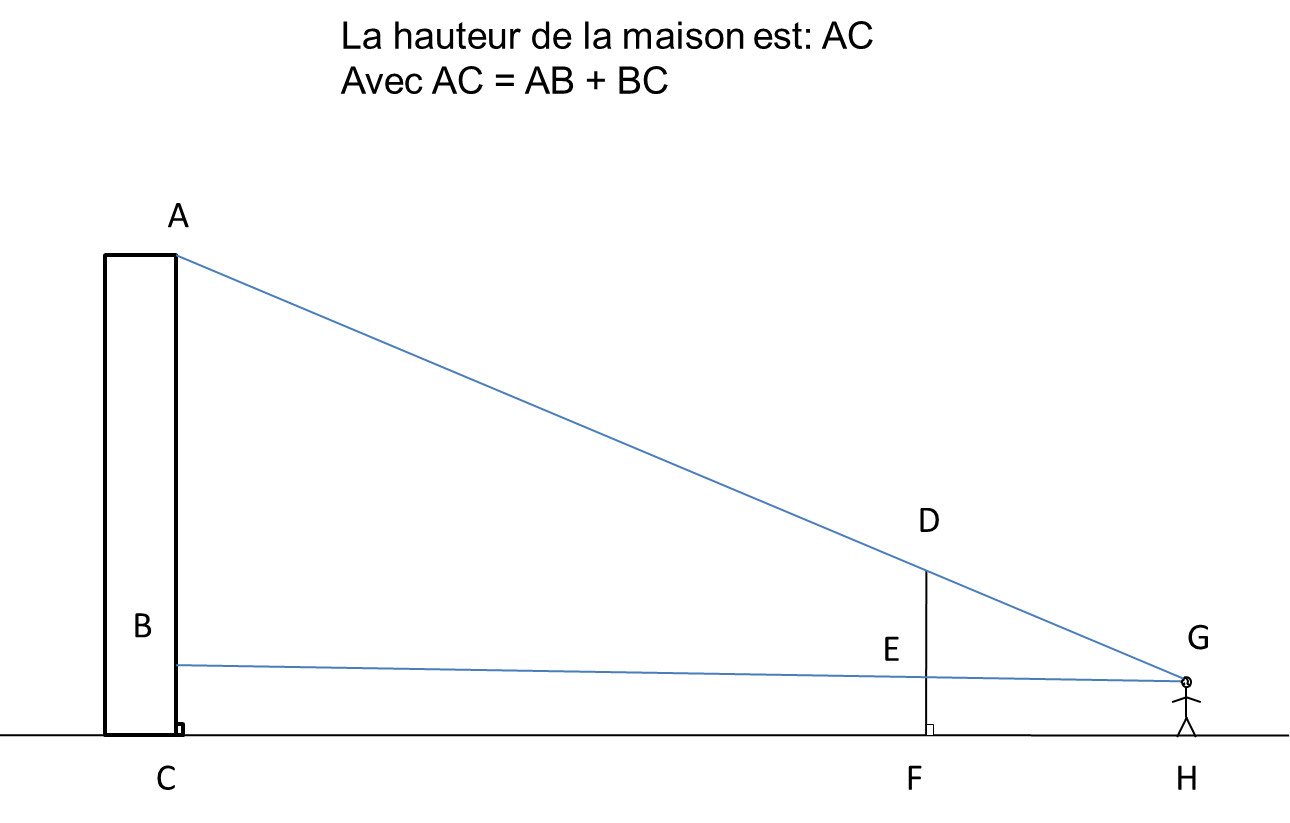 La hauteur de la maison est: AC
Avec AC = AB + BC
A
D
B
E
G
C
F
H